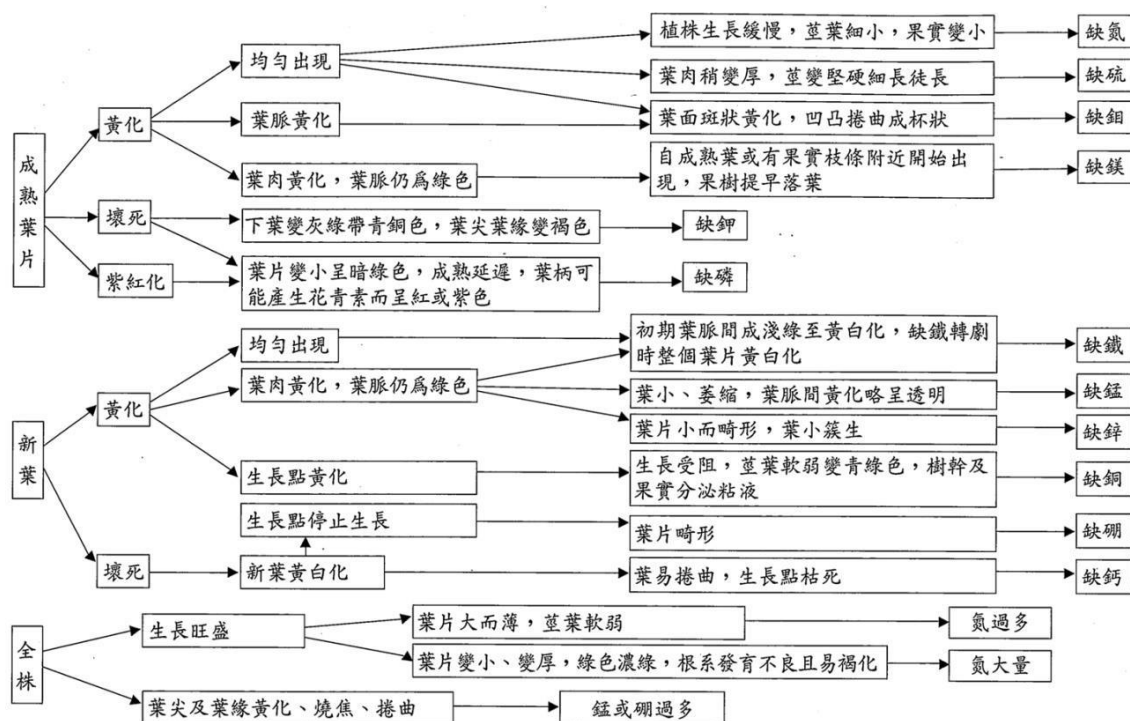 成熟葉片
黃化
均勻出現
植株生長緩慢,莖葉細小,果實變小
缺氮
葉肉稍變厚,莖變堅硬細長徒長
缺硫
葉脈黃化
葉面斑狀黃化,凹凸捲曲成杯狀
缺鉬
葉肉黃化,葉脈仍爲綠色
自成熟葉或有果實枝條附近開始出
現,果樹提早落葉
缺鎂
壞死
下葉變灰綠帶青銅色,葉尖葉緣變褐色
缺鉀
紫紅化
葉片變小呈暗綠色,成熟延遲,葉柄可
能產生花青素而呈紅或紫色
缺磷
新葉
黃化
均勻出現
初期葉脈間成淺綠至黃白化,缺鐵轉劇
時整個葉片黃白化
缺鐵
葉肉黃化,葉脈仍爲綠色
葉小、萎縮,葉脈間黃化略呈透明
缺錳
葉片小而畸形,葉小簇生
缺鋅
生長點黃化
生長受阻,莖葉軟弱變青綠色,樹幹及
果實分泌粘液
缺銅
生長點停止生長
葉片畸形
缺硼
壞死
新葉黃白化
葉易捲曲,生長點枯死
缺鈣
全株
生長旺盛
葉片大而薄,莖葉軟弱
氮過多
葉片變小、變厚,綠色濃綠,根系發育不良且易褐化
氮大量
葉尖及葉緣黃化、燒焦、捲曲
錳或硼過多